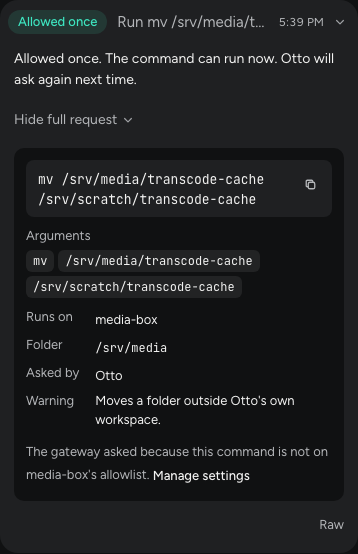 Allowed once Run mv /srv/media/t... 5:39 PM
Allowed once. The command can run now. Otto will
ask again next time.
Hide full request
mv /srv/media/transcode-cache
/srv/scratch/transcode-cache
Arguments
mv /srv/media/transcode-cache
/srv/scratch/transcode-cache
Runs on media-box
Folder /srv/media
Asked by Otto
Warning Moves a folder outside Otto's own
workspace.
The gateway asked because this command is not on
media-box's allowlist. Manage settings
Raw